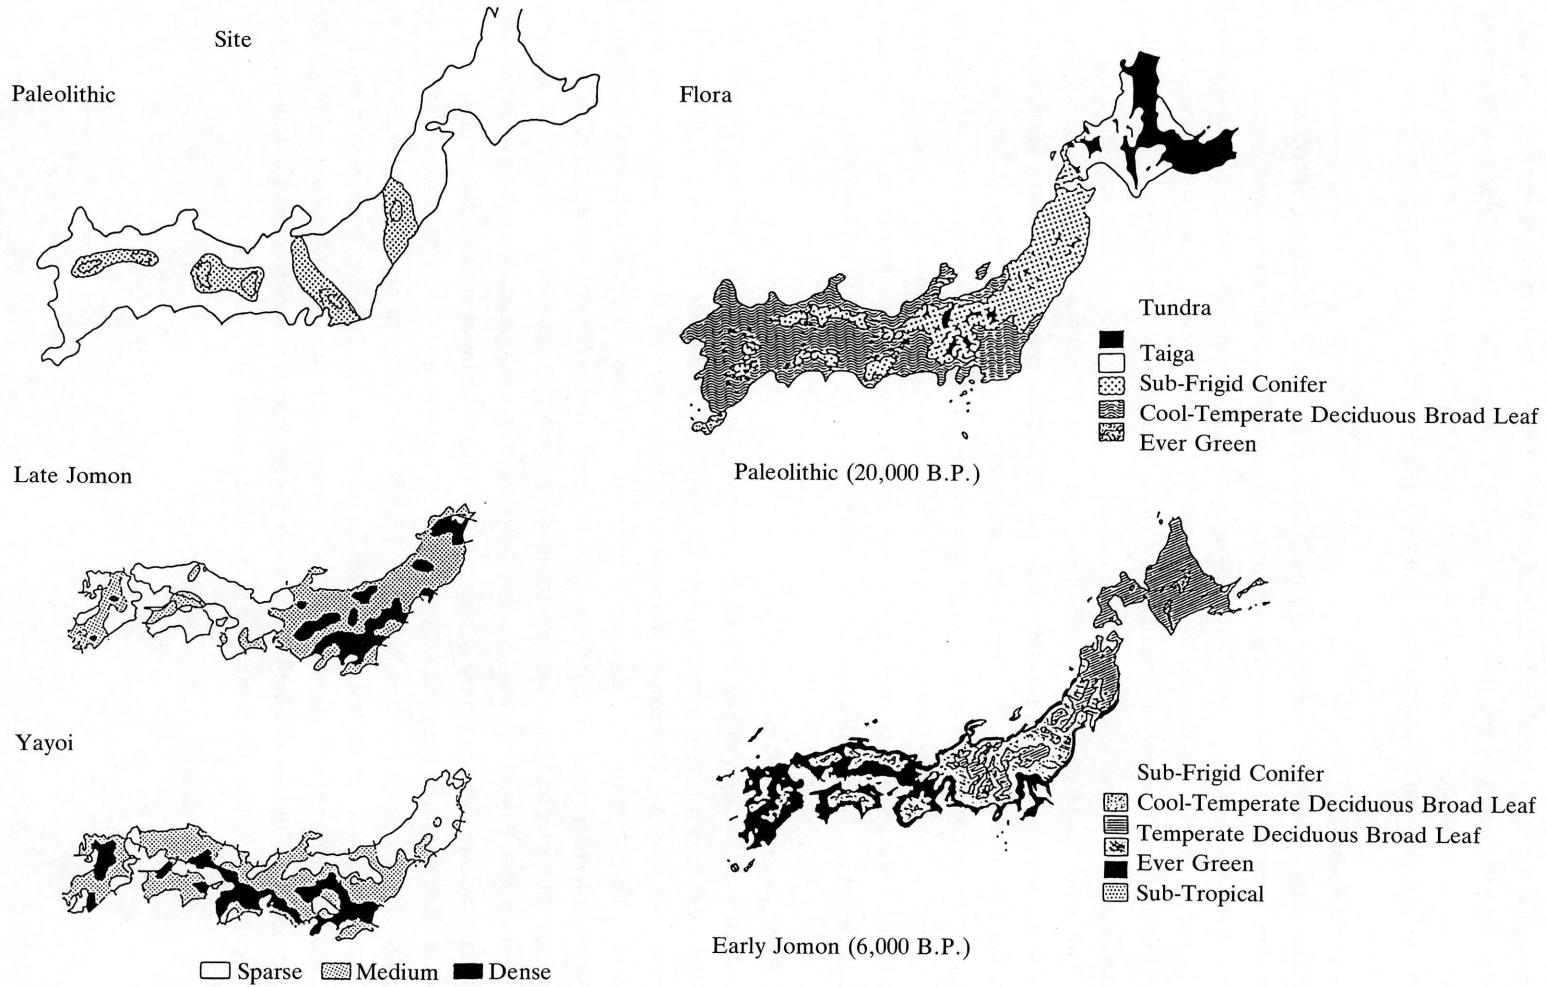 Site
Paleolithic
Late Jomon
Yayoi
Sparse Medium Dense
Flora
Tundra
Taiga
Sub-Frigid Conifer
Cool-Temperate Deciduous Broad Leaf
Ever Green
Paleolithic (20,000 B.P.)
Sub-Frigid Conifer
Cool-Temperate Deciduous Broad Leaf
Temperate Deciduous Broad Leaf
Ever Green
Sub-Tropical
Early Jomon (6,000 B.P.)